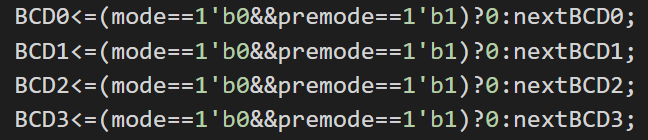 BCD0<=(mode==1'b0&&premode==1'b1)?0:nextBCD0;
BCD1<=(mode==1'b0&&premode==1'b1)?0:nextBCD1;
BCD2<=(mode==1'b0&&premode==1'b1)?0:nextBCD2;
BCD3<=(mode==1'b0&&premode==1'b1)?0:nextBCD3;